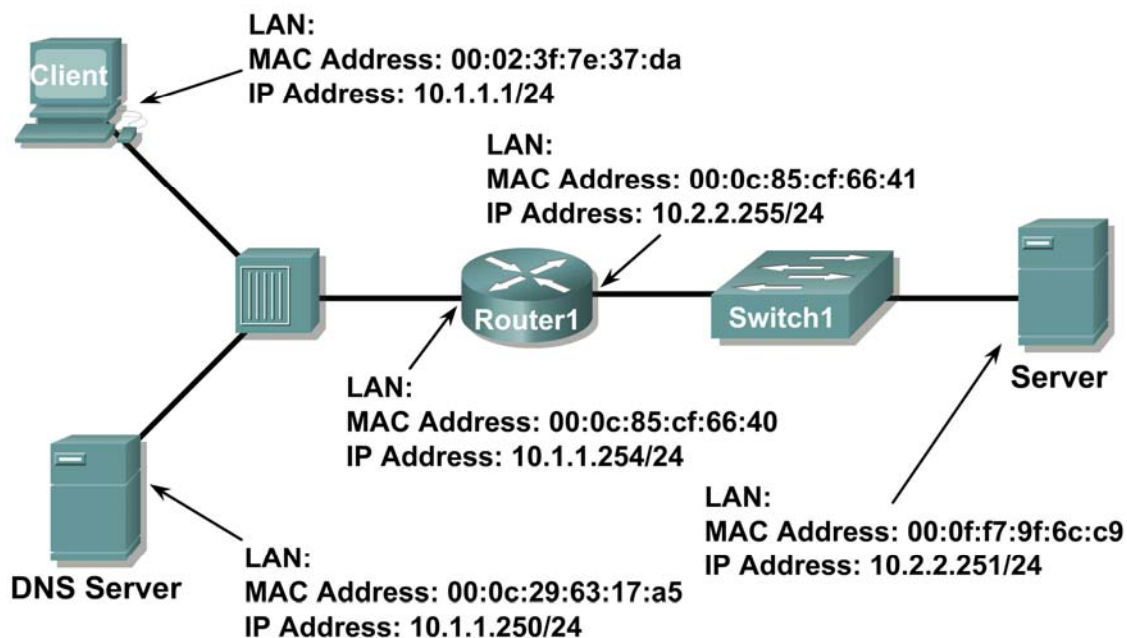 Client
LAN:
MAC Address: 00:02:3f:7e:37:da
IP Address: 10.1.1.1/24
LAN:
MAC Address: 00:0c:85:cf:66:41
IP Address: 10.2.2.255/24
Router1
Switch1
Server
LAN:
MAC Address: 00:0c:85:cf:66:40
IP Address: 10.1.1.254/24
LAN:
MAC Address: 00:0f:f7:9f:6c:c9
IP Address: 10.2.2.251/24
DNS Server
LAN:
MAC Address: 00:0c:29:63:17:a5
IP Address: 10.1.1.250/24